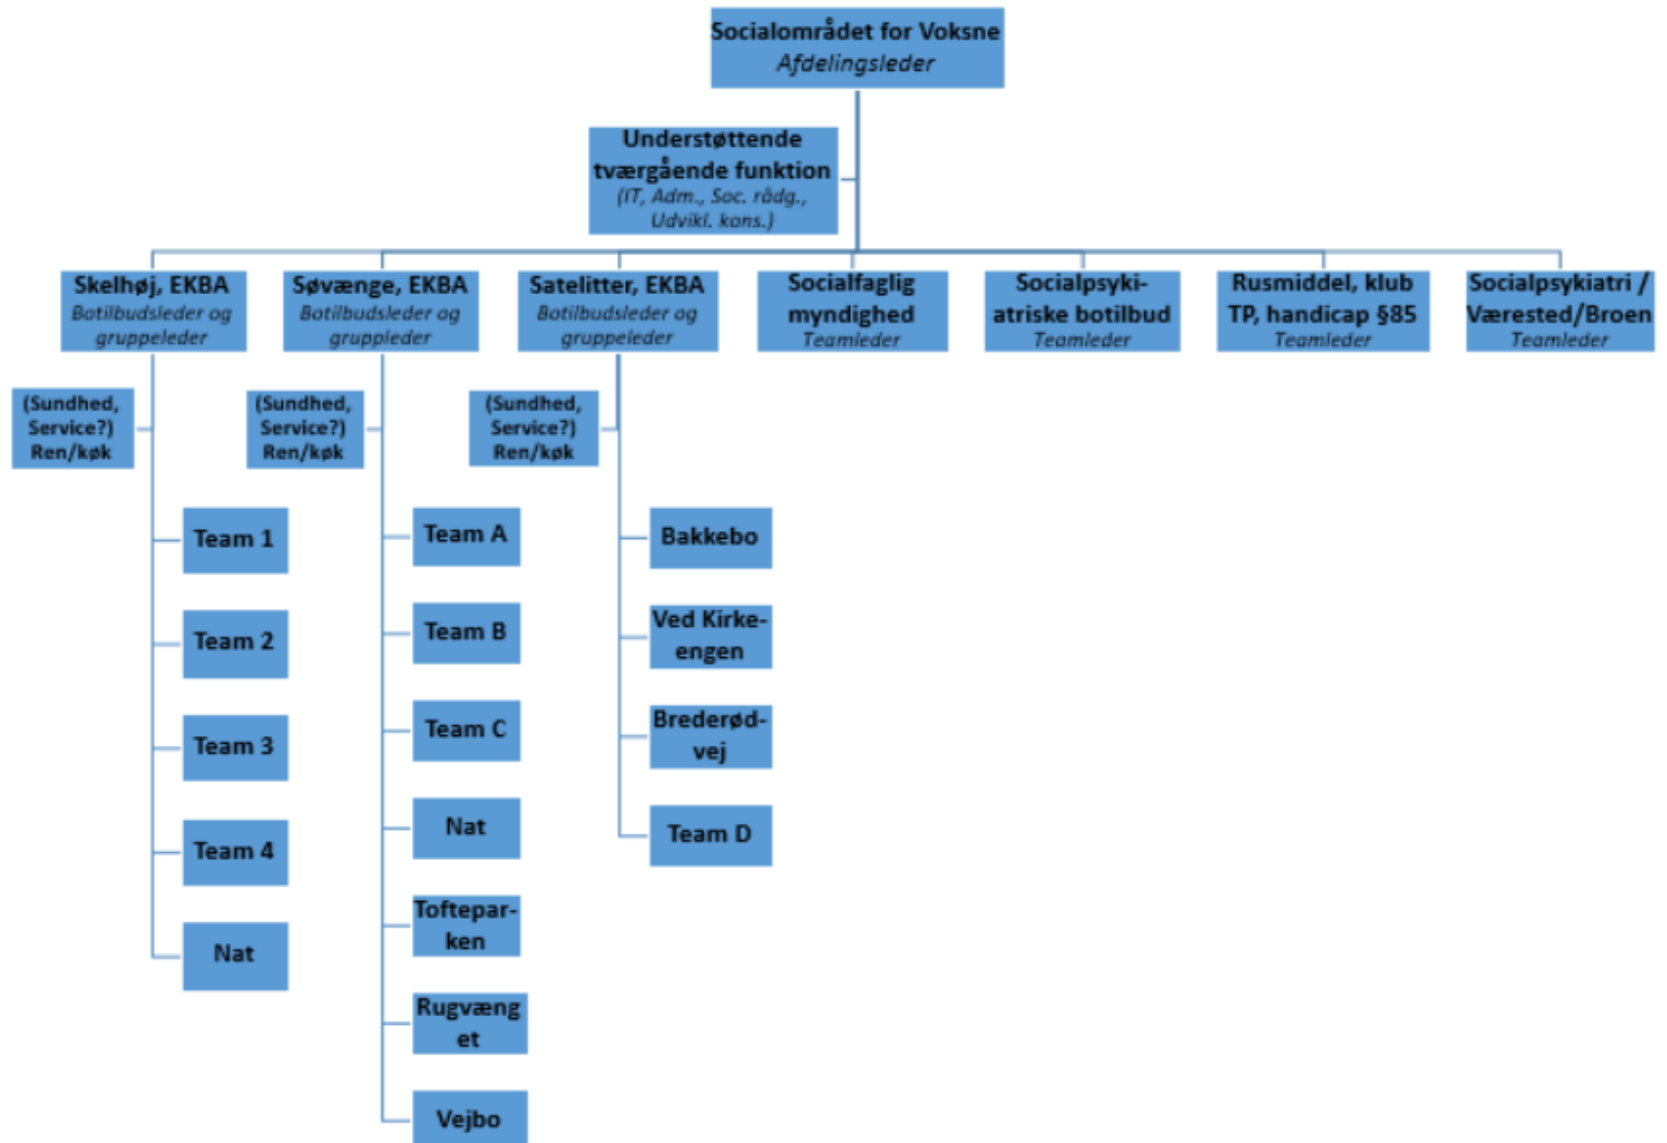 Socialområdet for Voksne
Afdelingsleder
Understøttende
tværgående funktion
(IT, Adm., Soc. rådg.,
Udvikl. kons.)
Skelhøj, EKBA
Botilbudsleder og
gruppeleder
Søvænge, EKBA
Botilbudsleder og
gruppleder
Satelitter, EKBA
Botilbudsleder og
gruppeleder
Socialfaglig
myndighed
Teamleder
Socialpsyki-
atriske botilbud
Teamleder
Rusmiddel, klub
TP, handicap §85
Teamleder
Socialpsykiatri /
Værested/Broen
Teamleder
(Sundhed,
Service?)
Ren/køk
Team 1
Team 2
Team 3
Team 4
Nat
(Sundhed,
Service?)
Ren/køk
Team A
Team B
Team C
Nat
Toftepar-
ken
Rugvæng
et
Vejbo
(Sundhed,
Service?)
Ren/køk
Bakkebo
Ved Kirke-
engen
Brederød-
vej
Team D